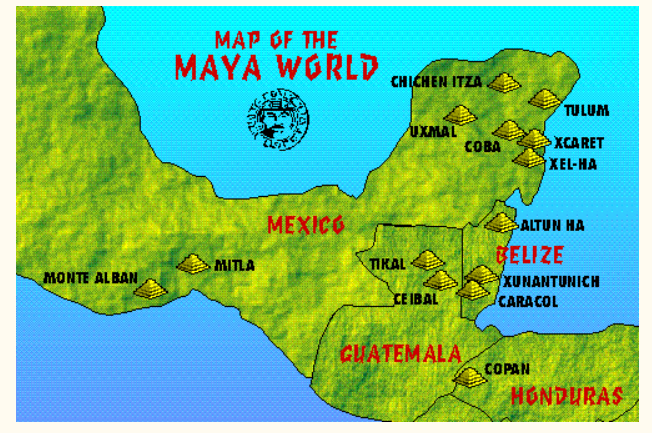 MAP OF THE
MAYA WORLD
CHICHEN ITZA
TULUM
UXMAL
COBA
XCARET
XEL-HA
MEXICO
ALTUN HA
BELIZE
TIKAL
MITLA
XUNANTUNICH
MONTE ALBAN
CEIBAL
CARACOL
GUATEMALA
COPAN
HONDURAS